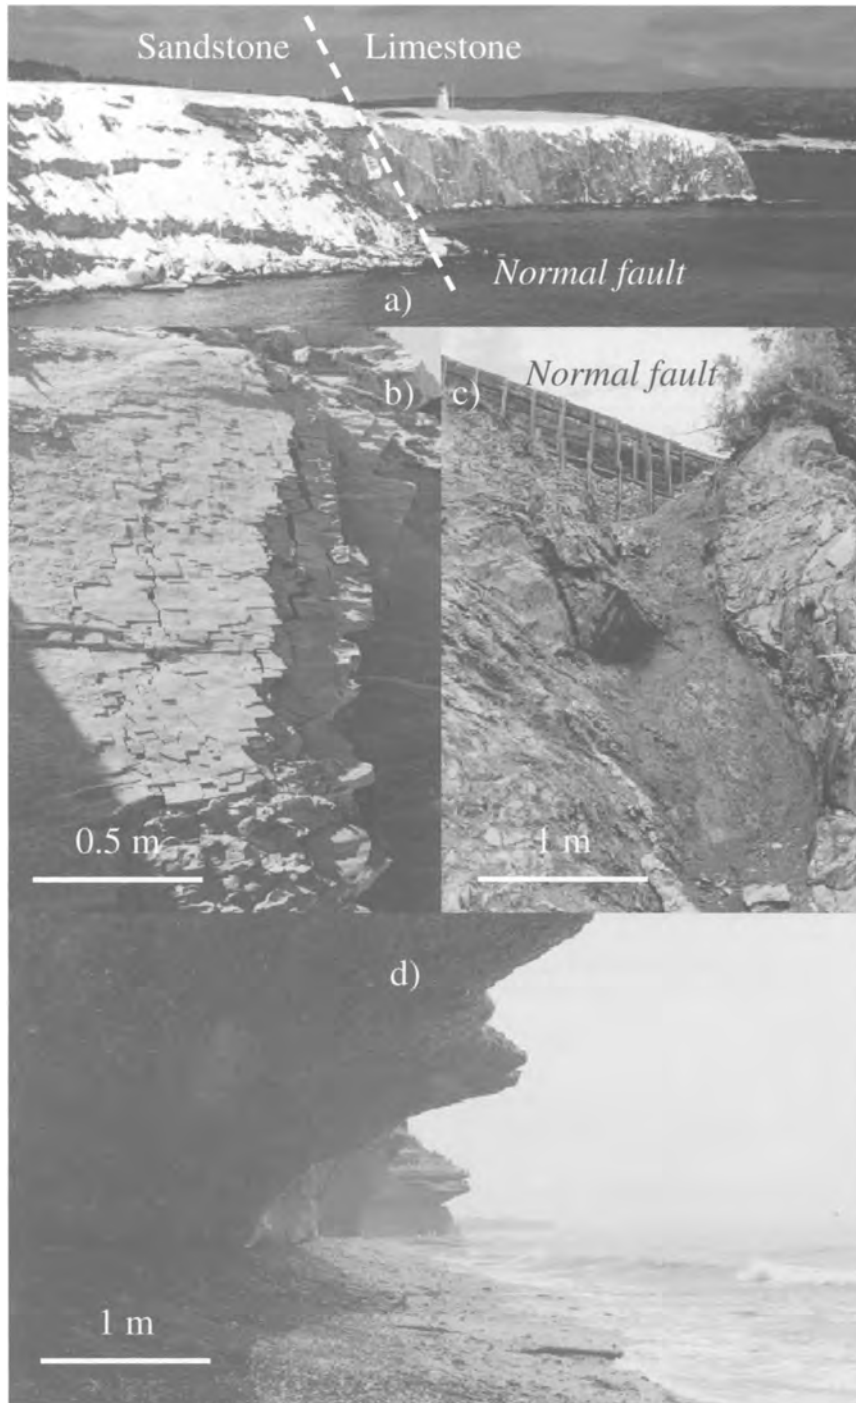 Sandstone Limestone
Normal fault
a)
b)
Normal fault
c)
0.5 m
1 m
d)
1 m